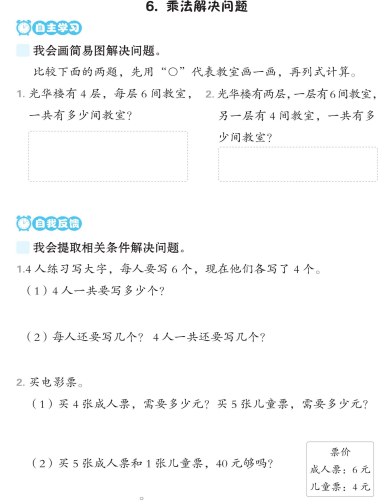 6. 乘法解决问题
自主学习
我会画简易图解决问题。
比较下面的两题，先用“○”代表教室画一画，再列式计算。
1. 光华楼有 4 层，每层 6 间教室，
一共有多少间教室？
2. 光华楼有两层，一层有6间教室，
另一层有 4 间教室，一共有多
少间教室？
自我反馈
我会提取相关条件解决问题。
1.4 人练习写大字，每人要写 6 个，现在他们各写了 4 个。
（1）4 人一共要写多少个？
（2）每人还要写几个？ 4 人一共还要写几个？
2. 买电影票。
（1）买 4 张成人票，需要多少元？买 5 张儿童票，需要多少元？
（2）买 5 张成人票和 1 张儿童票，40 元够吗？
票价
成人票：6 元
儿童票：4 元